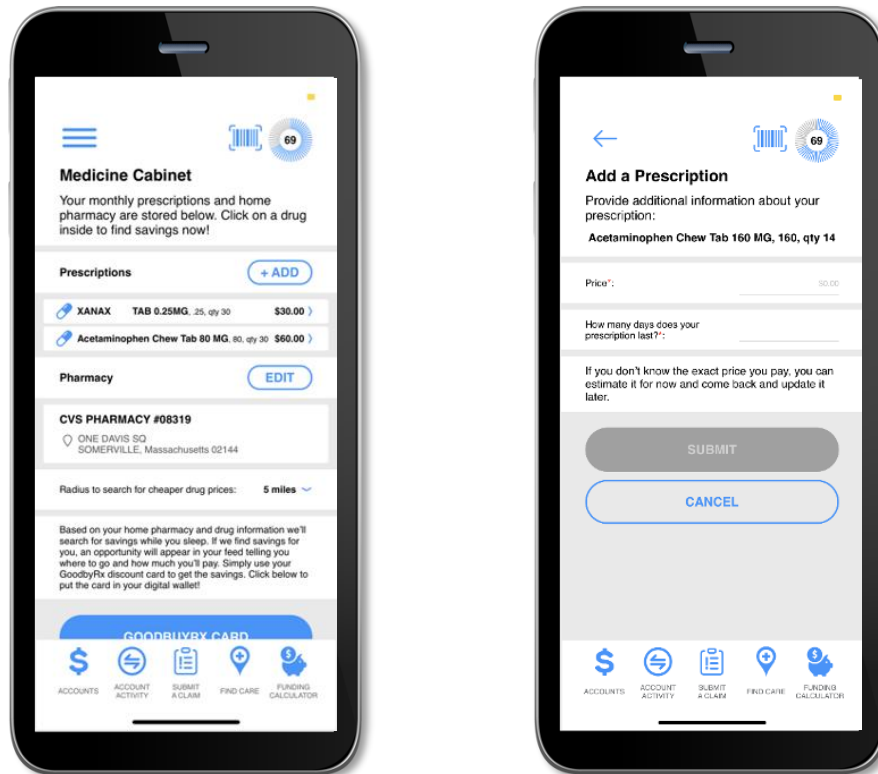 69
Medicine Cabinet
Your monthly prescriptions and home
pharmacy are stored below. Click on a drug
inside to find savings now!
Prescriptions
+ ADD
XANAX TAB 0.25MG, .25, qty 30 $30.00
Acetaminophen Chew Tab 80 MG, 80, qty 30 $60.00
Pharmacy
EDIT
CVS PHARMACY #08319
ONE DAVIS SQ
SOMERVILLE, Massachusetts 02144
Radius to search for cheaper drug prices: 5 miles
Based on your home pharmacy and drug information we'll
search for savings while you sleep. If we find savings for
you, an opportunity will appear in your feed telling you
where to go and how much you'll pay. Simply use your
GoodbyRx discount card to get the savings. Click below to
put the card in your digital wallet!
GOODBUYRX CARD
ACCOUNTS
ACCOUNT
ACTIVITY
SUBMIT
A CLAIM
FIND CARE
FUNDING
CALCULATOR
69
Add a Prescription
Provide additional information about your
prescription:
Acetaminophen Chew Tab 160 MG, 160, qty 14
Price*: $0.00
How many days does your
prescription last?*:
If you don't know the exact price you pay, you can
estimate it for now and come back and update it
later.
SUBMIT
CANCEL
ACCOUNTS
ACCOUNT
ACTIVITY
SUBMIT
A CLAIM
FIND CARE
FUNDING
CALCULATOR